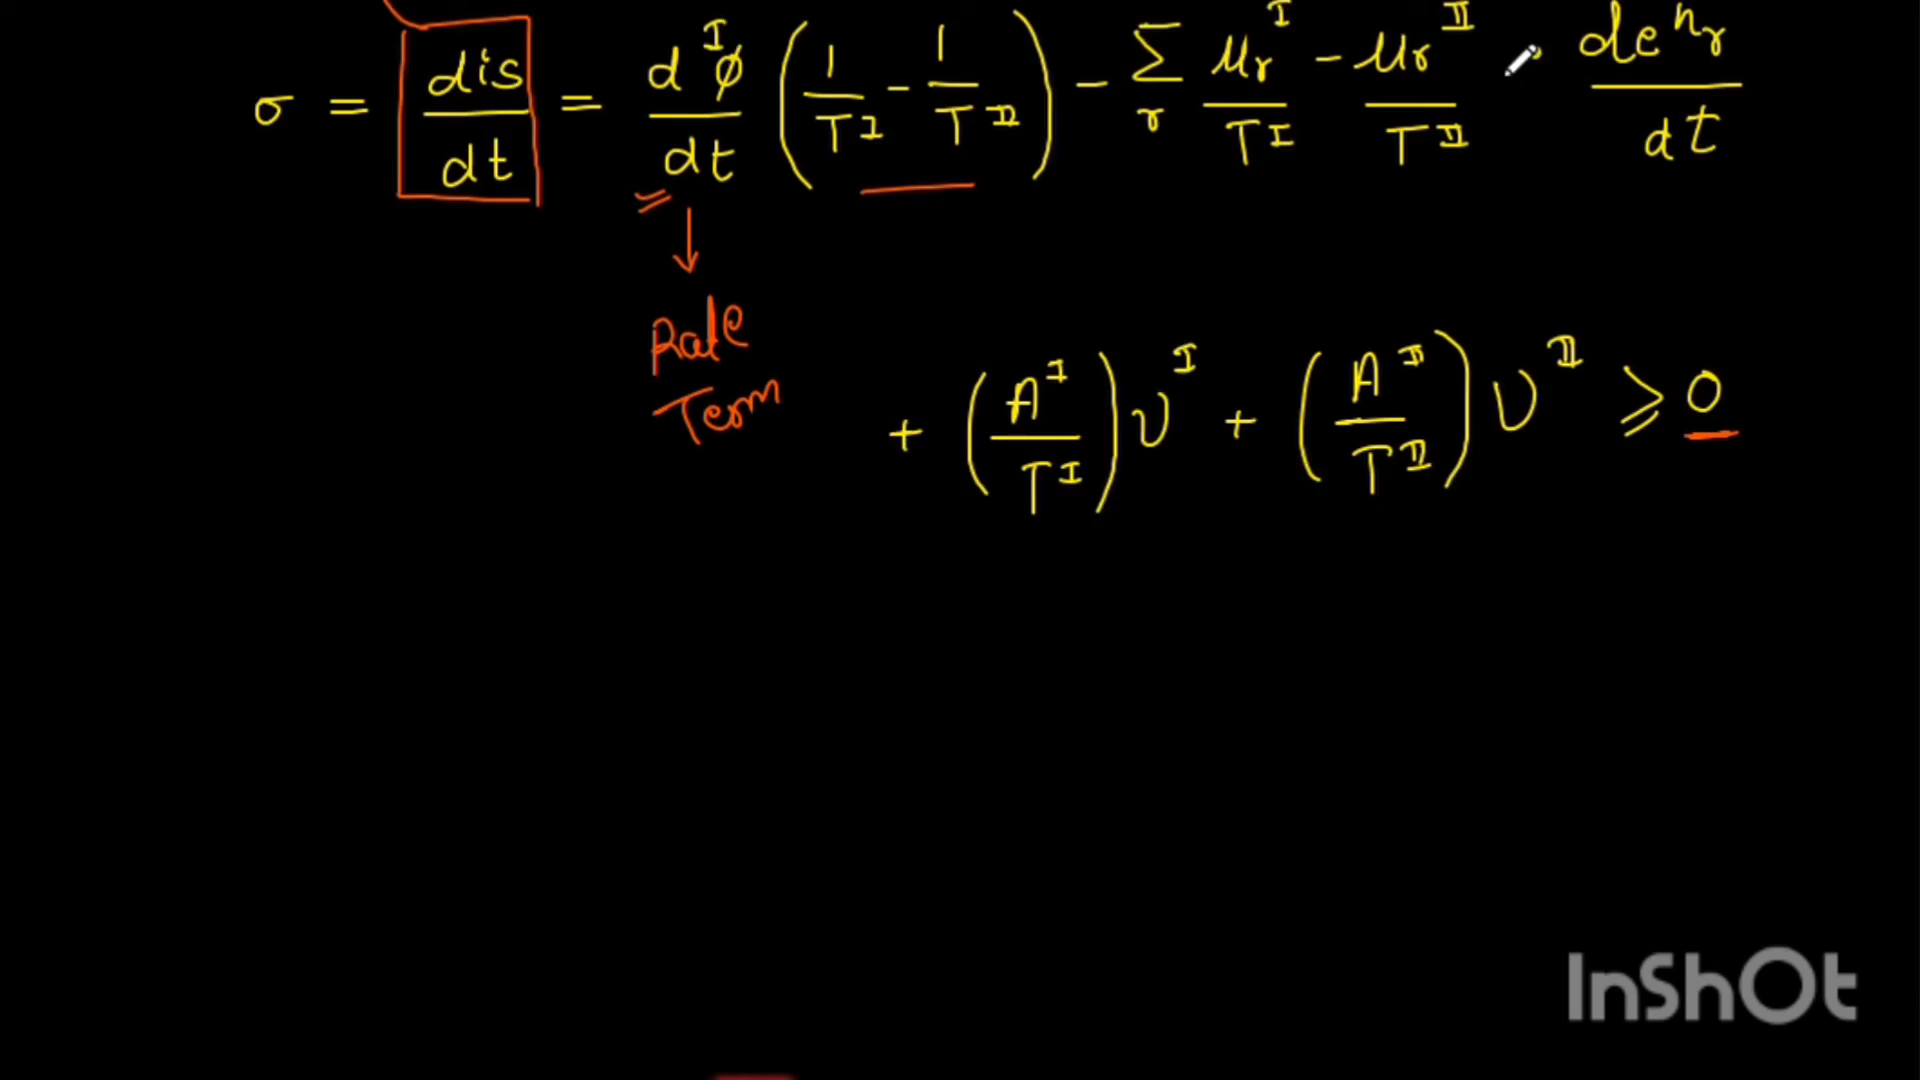 σ = dis/dt = d^I φ/dt (1/T^I - 1/T^II) - Σ_r μ_r^I/T^I - μ_r^II/T^II · de n_r/dt
Rate
Term
+ (A^I/T^I) υ^I + (A^II/T^II) υ^II ⩾ 0
InShOt